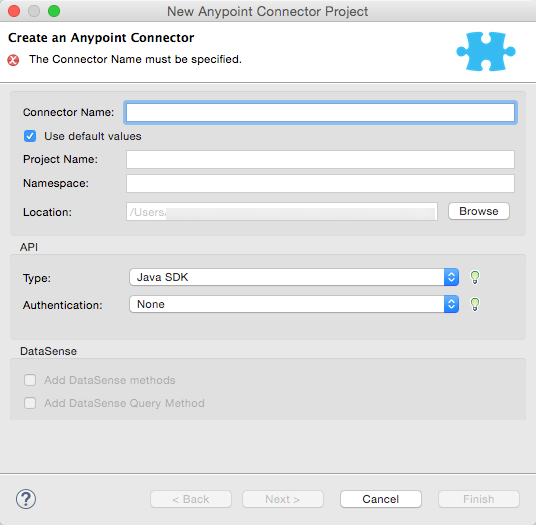 New Anypoint Connector Project
Create an Anypoint Connector
The Connector Name must be specified.
Connector Name:
Use default values
Project Name:
Namespace:
Location: /Users/ Browse
API
Type: Java SDK
Authentication: None
DataSense
Add DataSense methods
Add DataSense Query Method
? < Back Next > Cancel Finish